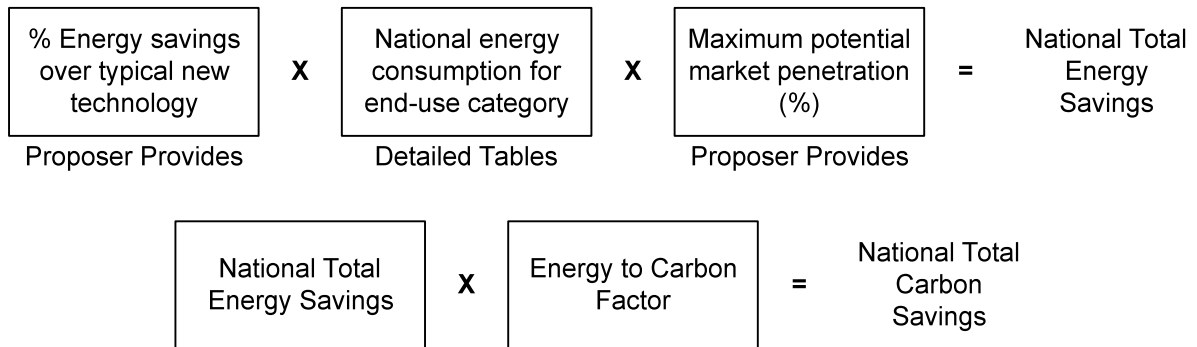 % Energy savings
over typical new
technology
X
National energy
consumption for
end-use category
X
Maximum potential
market penetration
(%)
=
National Total
Energy
Savings
Proposer Provides
Detailed Tables
Proposer Provides
National Total
Energy Savings
X
Energy to Carbon
Factor
=
National Total
Carbon
Savings